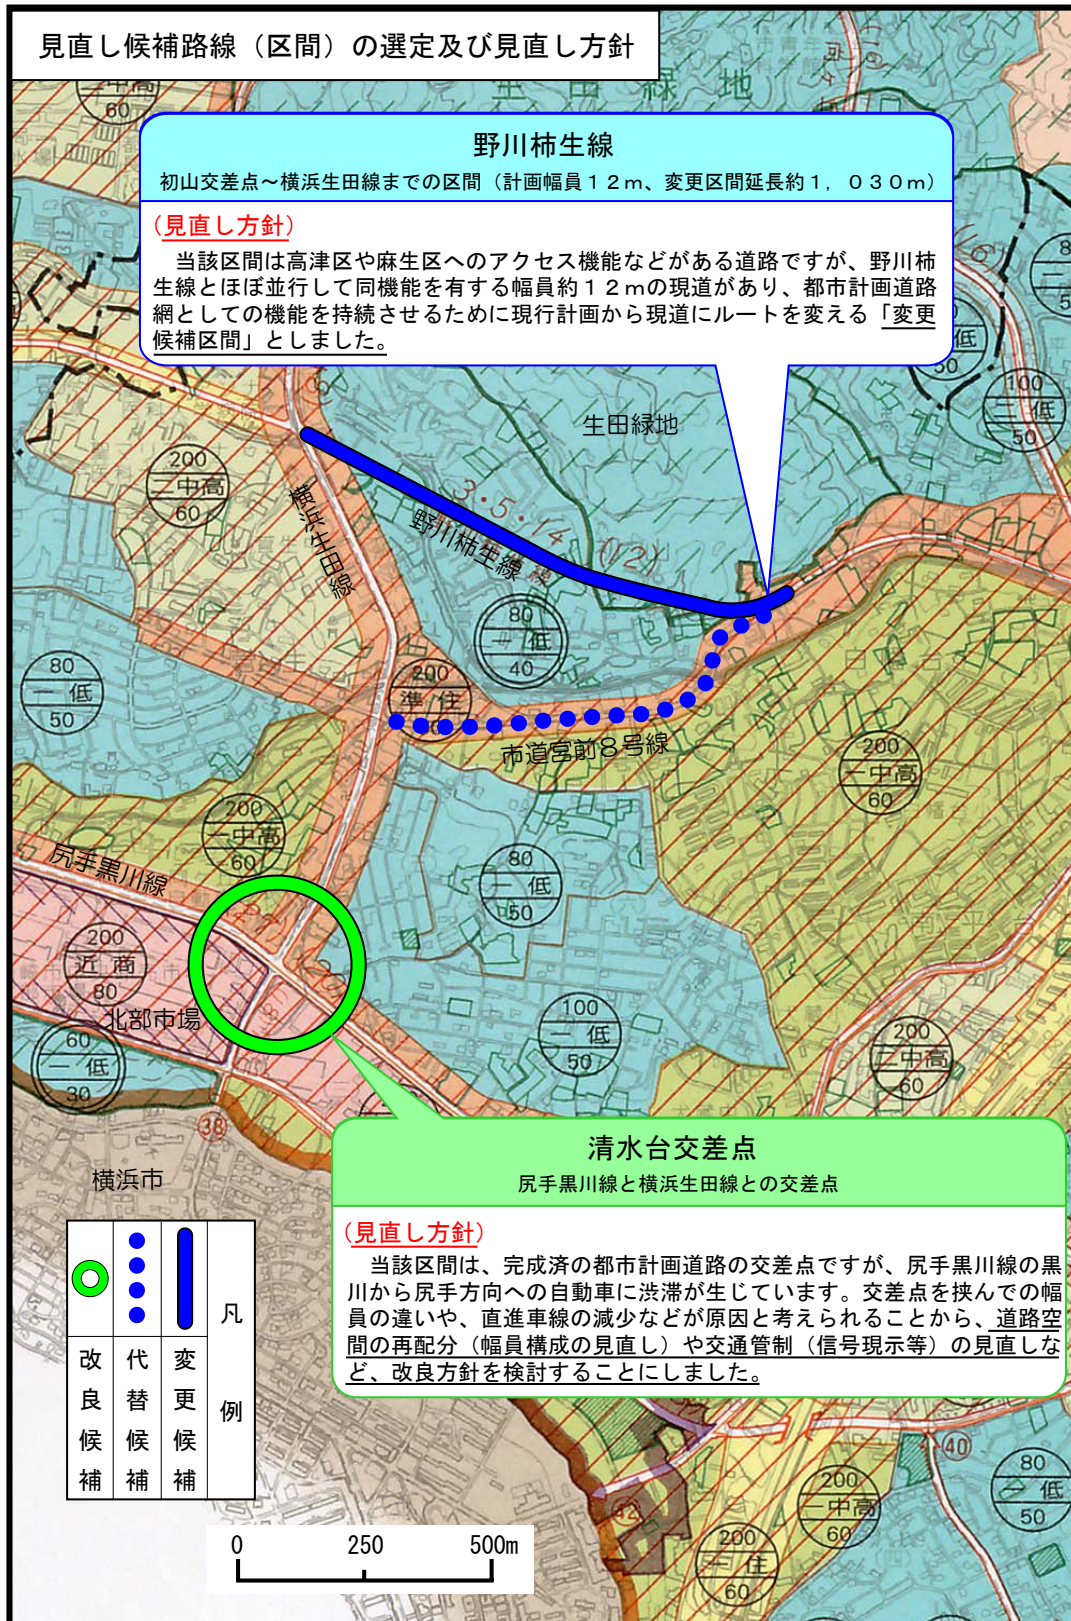 見直し候補路線（区間）の選定及び見直し方針
生田緑地
60
野川柿生線
初山交差点～横浜生田線までの区間（計画幅員１２ｍ、変更区間延長約１，０３０ｍ）
（見直し方針）
当該区間は高津区や麻生区へのアクセス機能などがある道路ですが、野川柿
生線とほぼ並行して同機能を有する幅員約１２ｍの現道があり、都市計画道路
網としての機能を持続させるために現行計画から現道にルートを変える「変更
候補区間」としました。
100
二低
50
生田緑地
200
二中高
60
横浜生田線
3・5・14 (12)
野川柿生線
80
一低
40
80
一低
50
200
準住
市道宮前８号線
200
一中高
60
200
一中高
60
尻手黒川線
80
一低
50
200
近商
80
北部市場
60
一低
30
100
一低
50
200
二中高
60
38
横浜市
清水台交差点
尻手黒川線と横浜生田線との交差点
（見直し方針）
当該区間は、完成済の都市計画道路の交差点ですが、尻手黒川線の黒
川から尻手方向への自動車に渋滞が生じています。交差点を挟んでの幅
員の違いや、直進車線の減少などが原因と考えられることから、道路空
間の再配分（幅員構成の見直し）や交通管制（信号現示等）の見直しな
ど、改良方針を検討することにしました。
凡例
変更候補
代替候補
改良候補
40
80
一低
50
200
一中高
60
42
200
一住
60
0 250 500m